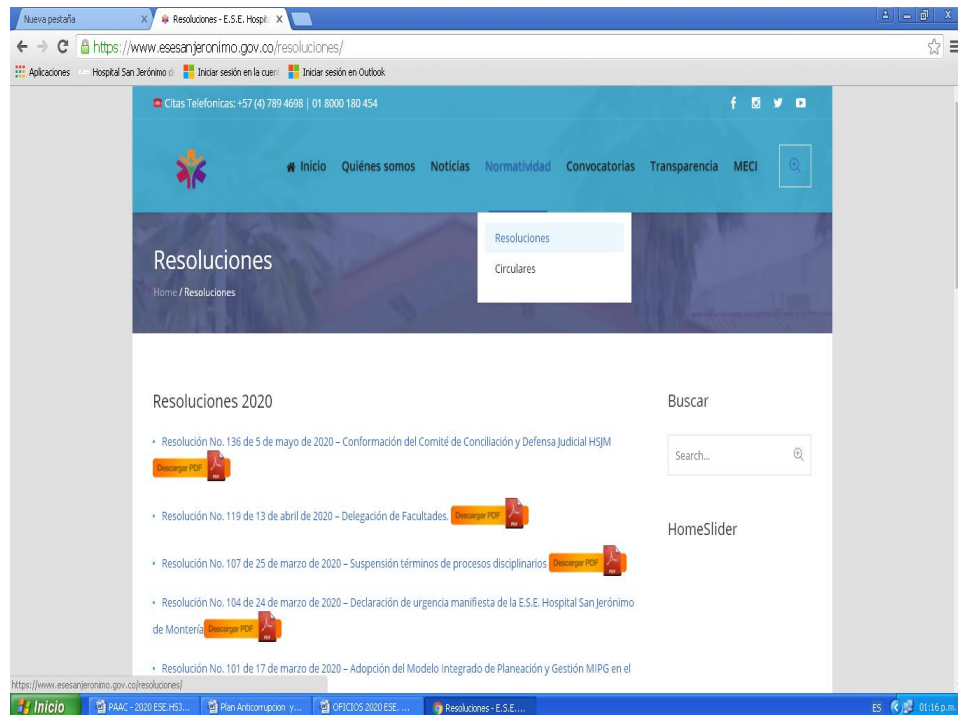 Nueva pestaña
Resoluciones - E.S.E. Hospit
https://www.esesanjeronimo.gov.co/resoluciones/
Aplicaciones
Hospital San Jerónimo d
Iniciar sesión en la cuen
Iniciar sesión en Outlook
Citas Telefonicas: +57 (4) 789 4698 | 01 8000 180 454
Inicio Quiénes somos Noticias Normatividad Convocatorias Transparencia MECI
Resoluciones
Circulares
Resoluciones
Home / Resoluciones
Resoluciones 2020
• Resolución No. 136 de 5 de mayo de 2020 – Conformación del Comité de Conciliación y Defensa Judicial HSJM
Descargar PDF
• Resolución No. 119 de 13 de abril de 2020 – Delegación de Facultades. Descargar PDF
• Resolución No. 107 de 25 de marzo de 2020 – Suspensión términos de procesos disciplinarios Descargar PDF
• Resolución No. 104 de 24 de marzo de 2020 – Declaración de urgencia manifiesta de la E.S.E. Hospital San Jerónimo
de Montería Descargar PDF
• Resolución No. 101 de 17 de marzo de 2020 – Adopción del Modelo Integrado de Planeación y Gestión MIPG en el
Buscar
Search...
HomeSlider
https://www.esesanjeronimo.gov.co/resoluciones/
Inicio
PAAC - 2020 ESE.HSJ...
Plan Anticorrupcion y...
OFICIOS 2020 ESE. ...
Resoluciones - E.S.E....
ES
01:16 p.m.